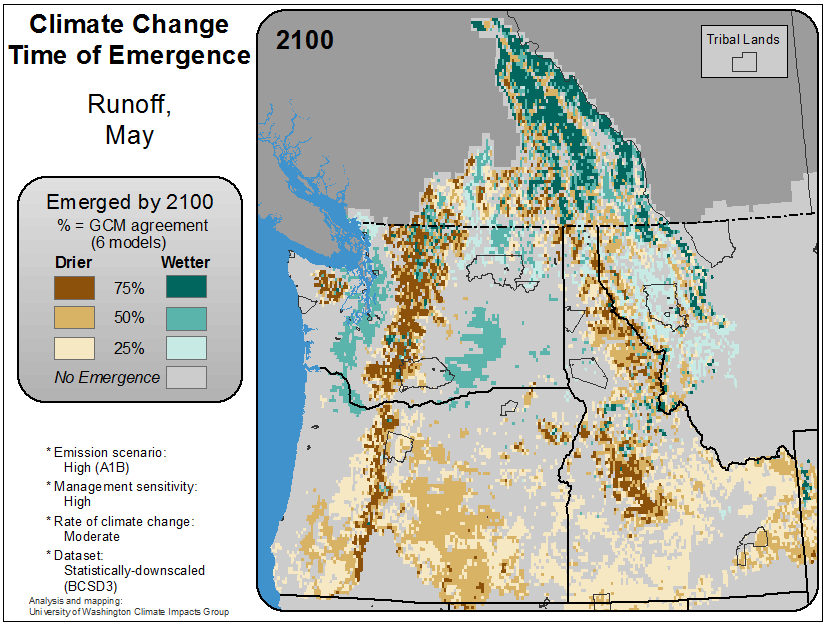 Climate Change
Time of Emergence
Runoff,
May
Emerged by 2100
% = GCM agreement
(6 models)
Drier Wetter
75%
50%
25%
No Emergence
* Emission scenario:
High (A1B)
* Management sensitivity:
High
* Rate of climate change:
Moderate
* Dataset:
Statistically-downscaled
(BCSD3)
Analysis and mapping:
University of Washington Climate Impacts Group
2100
Tribal Lands